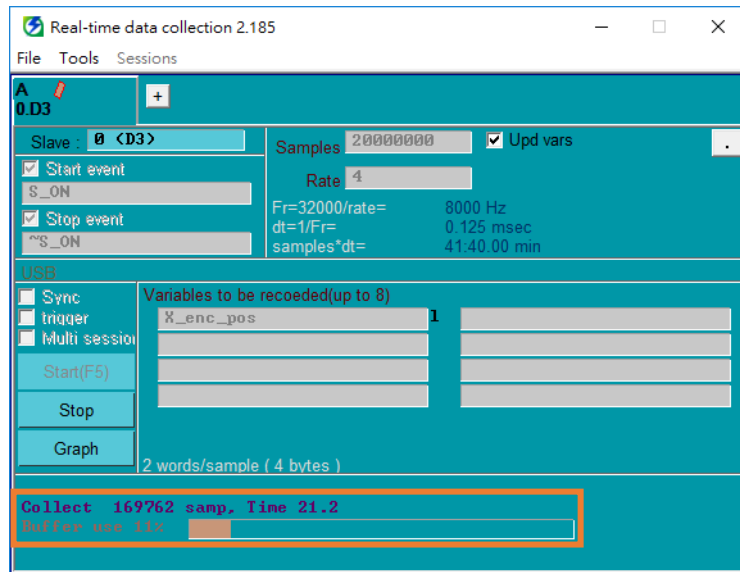 Real-time data collection 2.185
File Tools Sessions
A
0.D3
+
Slave : 0 (D3)
Start event
S_ON
Stop event
~S_ON
Samples 20000000
Upd vars
.
Rate 4
Fr=32000/rate= 8000 Hz
dt=1/Fr= 0.125 msec
samples*dt= 41:40.00 min
USB
Sync
trigger
Multi session
Variables to be recoeded(up to 8)
X_enc_pos
1
Start(F5)
Stop
Graph
2 words/sample ( 4 bytes )
Collect 169762 samp, Time 21.2
Buffer use 11%